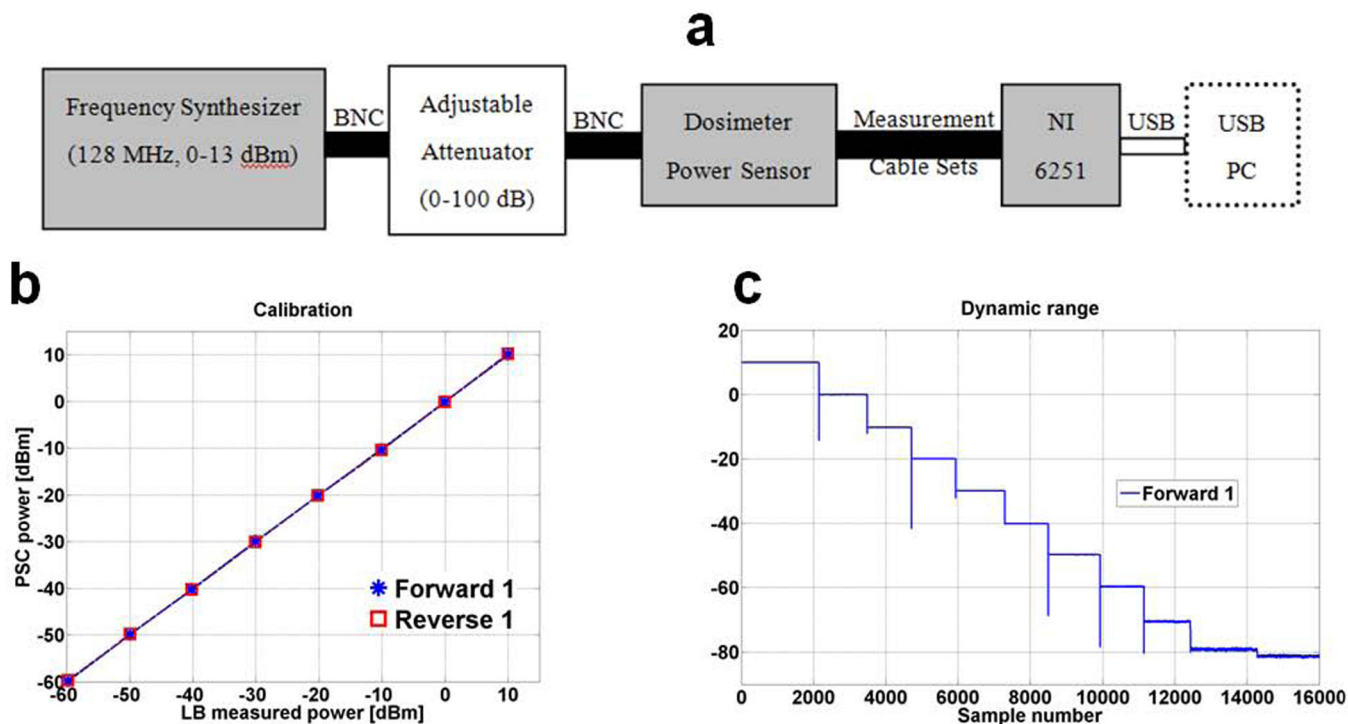 a
Frequency Synthesizer
(128 MHz, 0-13 dBm)
BNC
Adjustable
Attenuator
(0-100 dB)
BNC
Dosimeter
Power Sensor
Measurement
Cable Sets
NI
6251
USB
USB
PC
b
Calibration
PSC power [dBm]
10
0
-10
-20
-30
-40
-50
-60
-60
-50
-40
-30
-20
-10
0
10
LB measured power [dBm]
Forward 1
Reverse 1
c
Dynamic range
20
0
-20
-40
-60
-80
0
2000
4000
6000
8000
10000
12000
14000
16000
Sample number
Forward 1